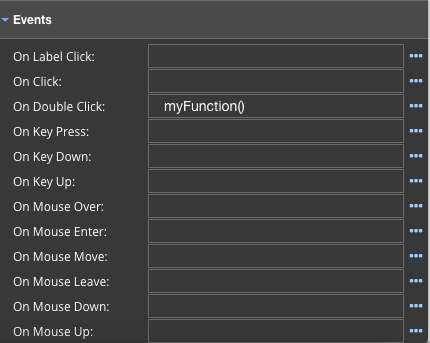 Events
On Label Click:
On Click:
On Double Click: myFunction()
On Key Press:
On Key Down:
On Key Up:
On Mouse Over:
On Mouse Enter:
On Mouse Move:
On Mouse Leave:
On Mouse Down:
On Mouse Up: